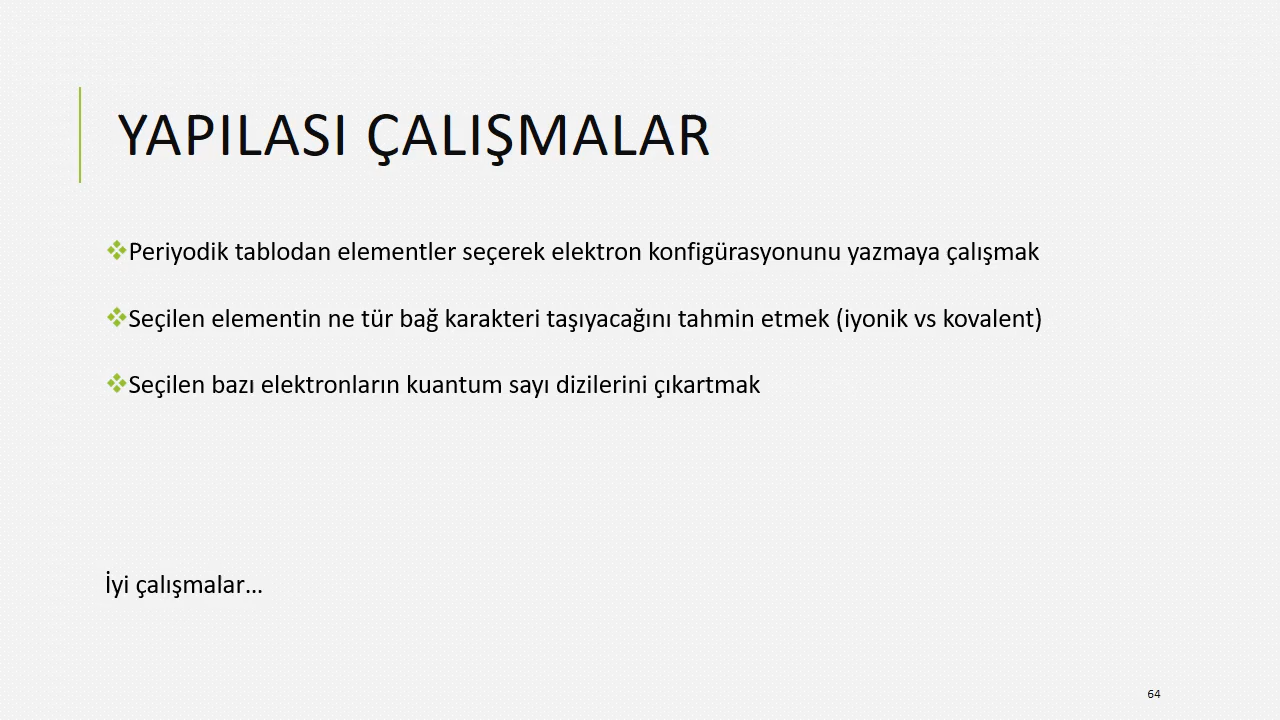 YAPILASI ÇALIŞMALAR
❖Periyodik tablodan elementler seçerek elektron konfigürasyonunu yazmaya çalışmak
❖Seçilen elementin ne tür bağ karakteri taşıyacağını tahmin etmek (iyonik vs kovalent)
❖Seçilen bazı elektronların kuantum sayı dizilerini çıkartmak
İyi çalışmalar...
64